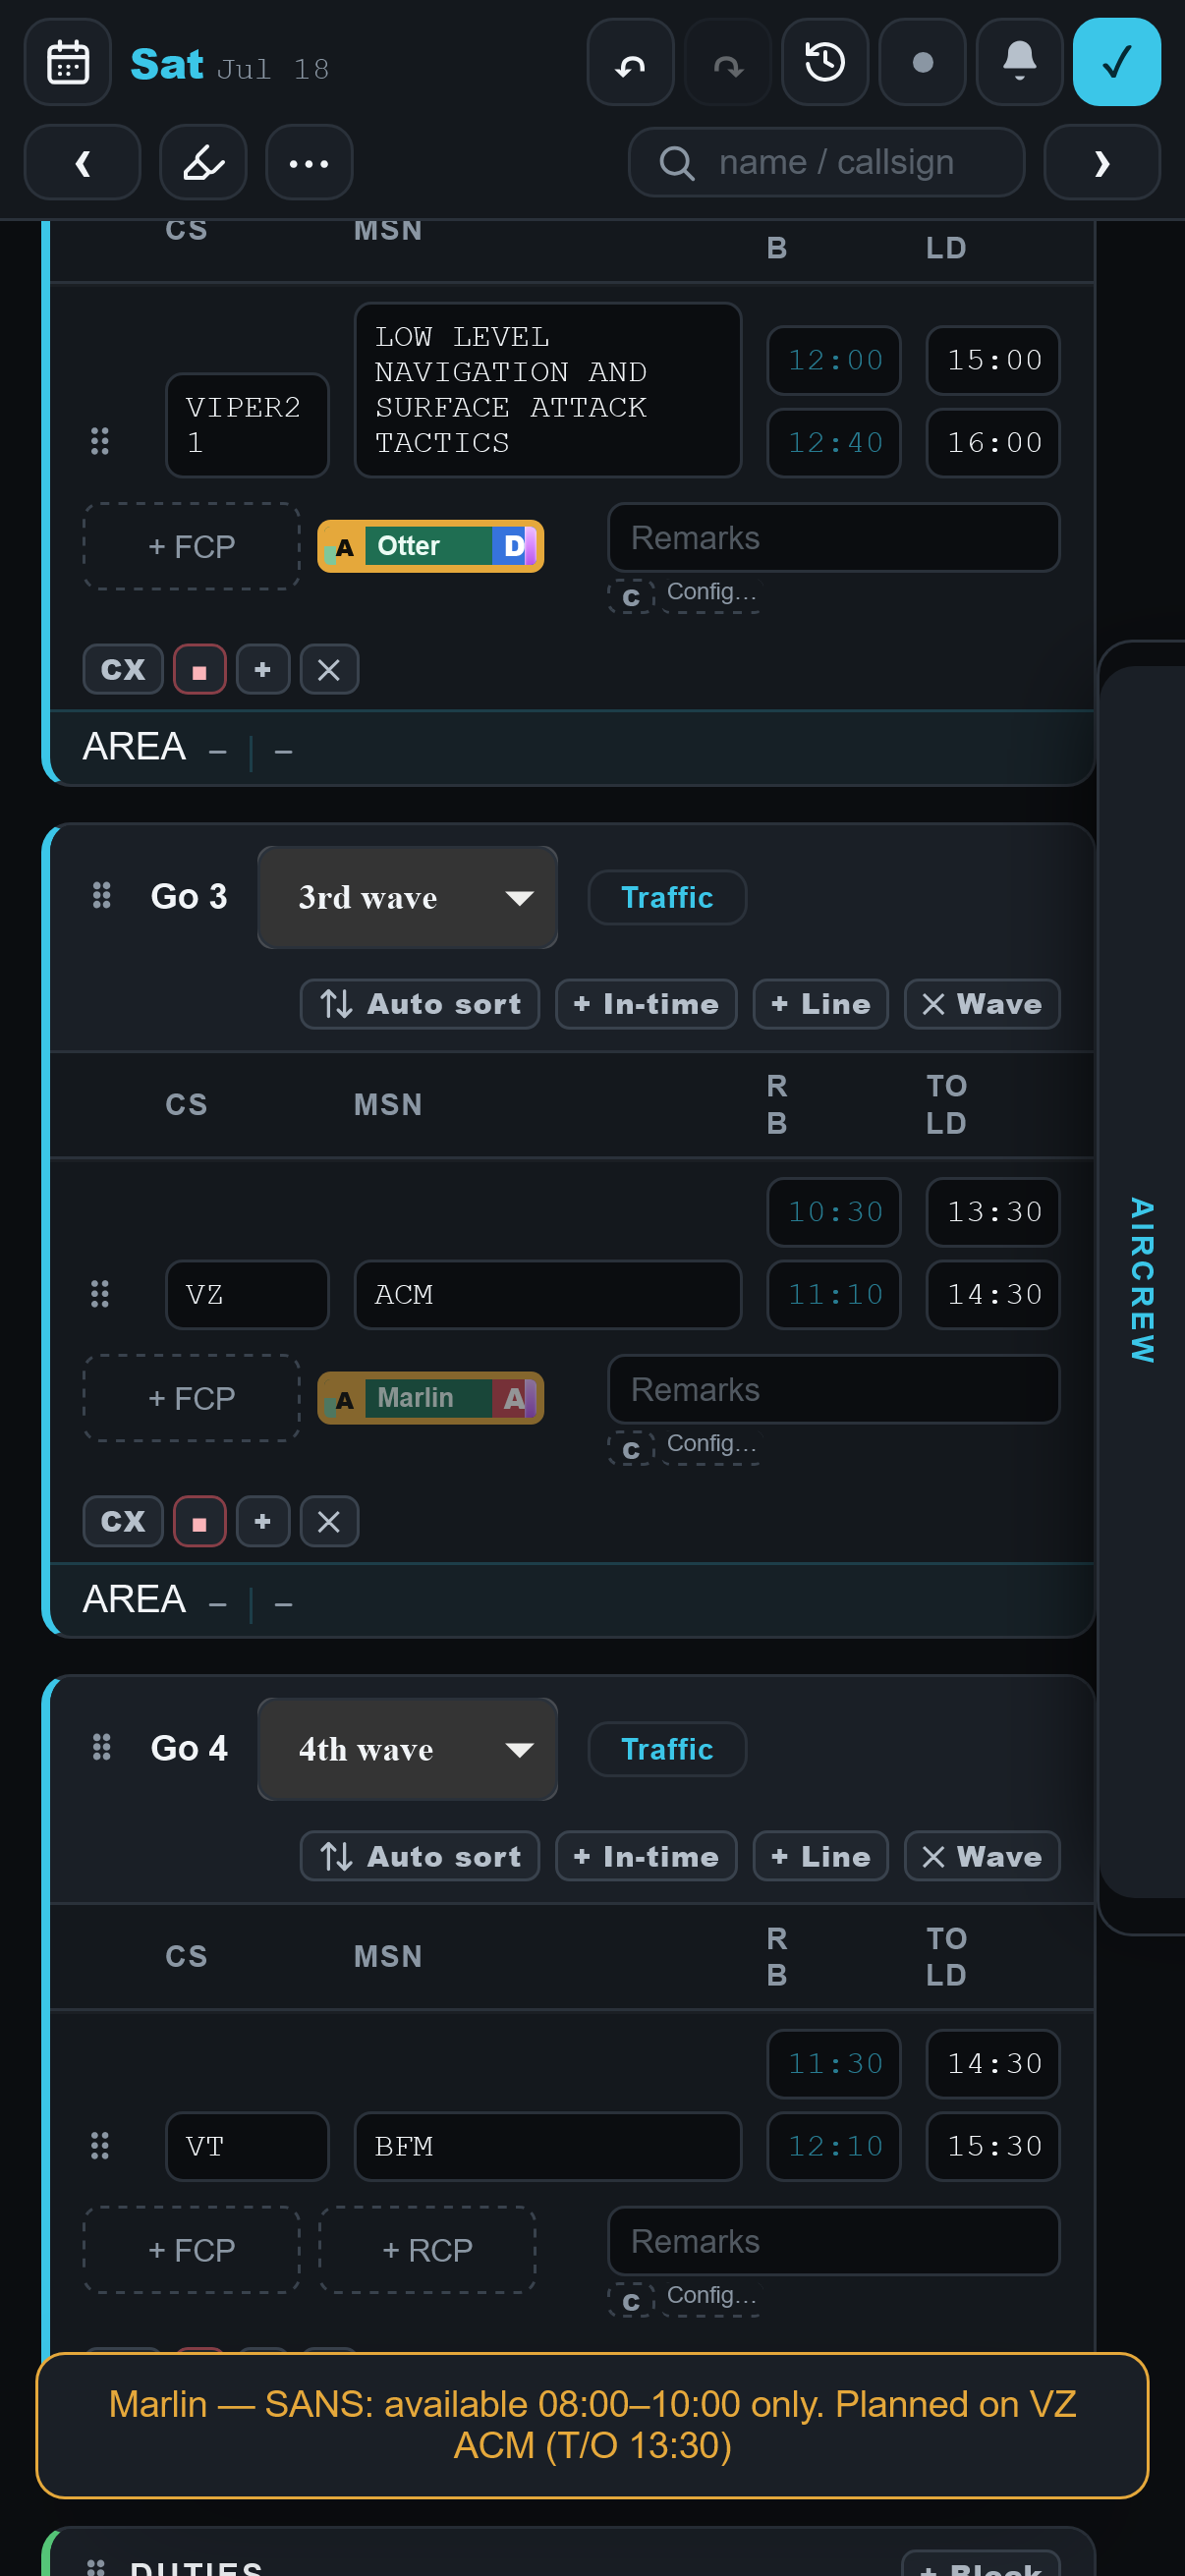 Sat Jul 18
name / callsign
CS MSN B LD
LOW LEVEL
NAVIGATION AND
SURFACE ATTACK
TACTICS
12:00 15:00
VIPER2
1
12:40 16:00
+ FCP A Otter D Remarks
C Config...
CX + ×
AREA – | –
Go 3 3rd wave Traffic
Auto sort + In-time + Line × Wave
R TO
CS MSN
B LD
10:30 13:30
VZ ACM 11:10 14:30
+ FCP A Marlin A Remarks
C Config...
CX + ×
AREA – | –
AIRCREW
Go 4 4th wave Traffic
Auto sort + In-time + Line × Wave
R TO
CS MSN
B LD
11:30 14:30
VT BFM 12:10 15:30
+ FCP + RCP Remarks
C Config...
Marlin — SANS: available 08:00–10:00 only. Planned on VZ
ACM (T/O 13:30)
DUTIES + Block